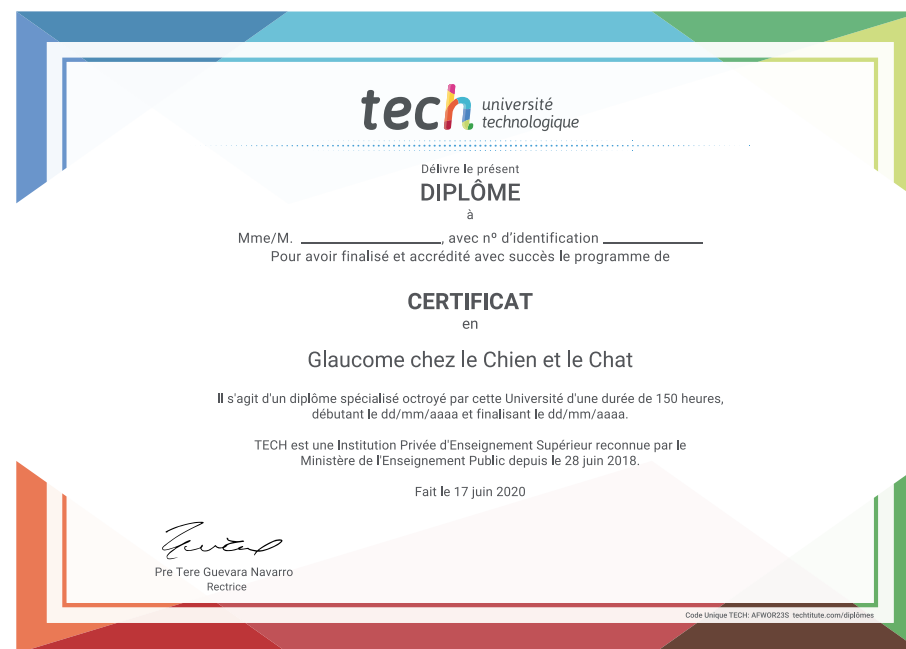 tech université
technologique
Délivre le présent
DIPLÔME
à
Mme/M. ____________________, avec nº d'identification ______________
Pour avoir finalisé et accrédité avec succès le programme de
CERTIFICAT
en
Glaucome chez le Chien et le Chat
Il s'agit d'un diplôme spécialisé octroyé par cette Université d'une durée de 150 heures,
débutant le dd/mm/aaaa et finalisant le dd/mm/aaaa.
TECH est une Institution Privée d'Enseignement Supérieur reconnue par le
Ministère de l'Enseignement Public depuis le 28 juin 2018.
Fait le 17 juin 2020
Pre Tere Guevara Navarro
Rectrice
Code Unique TECH: AFWOR23S techtitute.com/diplômes